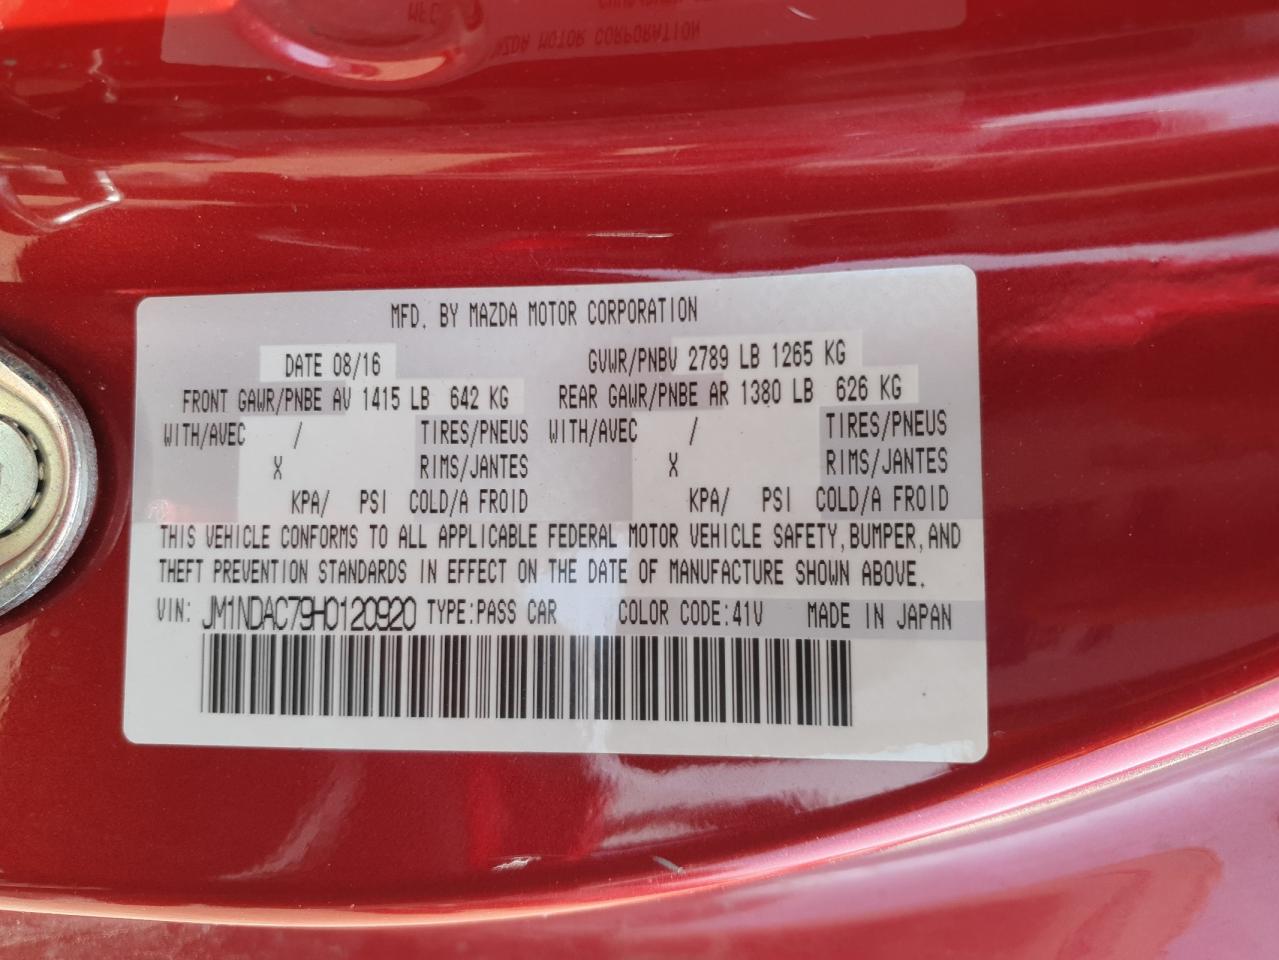 MFD. BY MAZDA MOTOR CORPORATION
DATE 08/16 GVWR/PNBV 2789 LB 1265 KG
FRONT GAWR/PNBE AV 1415 LB 642 KG REAR GAWR/PNBE AR 1380 LB 626 KG
WITH/AVEC / TIRES/PNEUS WITH/AVEC / TIRES/PNEUS
X RIMS/JANTES X RIMS/JANTES
KPA/ PSI COLD/A FROID KPA/ PSI COLD/A FROID
THIS VEHICLE CONFORMS TO ALL APPLICABLE FEDERAL MOTOR VEHICLE SAFETY, BUMPER, AND
THEFT PREVENTION STANDARDS IN EFFECT ON THE DATE OF MANUFACTURE SHOWN ABOVE.
VIN: JM1NDAC79H0120920 TYPE:PASS CAR COLOR CODE:41V MADE IN JAPAN